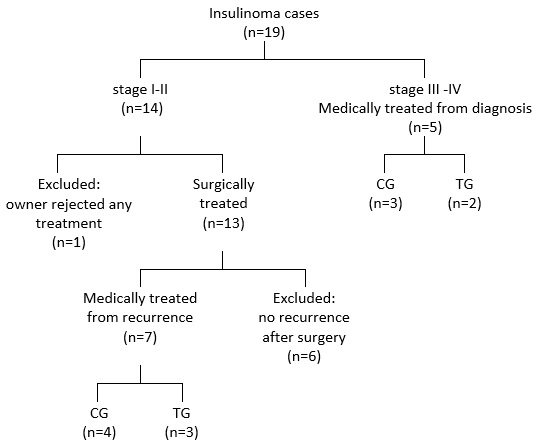 Insulinoma cases
(n=19)
stage I-II
(n=14)
stage III -IV
Medically treated from diagnosis
(n=5)
Excluded:
owner rejected any
treatment
(n=1)
Surgically
treated
(n=13)
CG
(n=3)
TG
(n=2)
Medically treated
from recurrence
(n=7)
Excluded:
no recurrence
after surgery
(n=6)
CG
(n=4)
TG
(n=3)